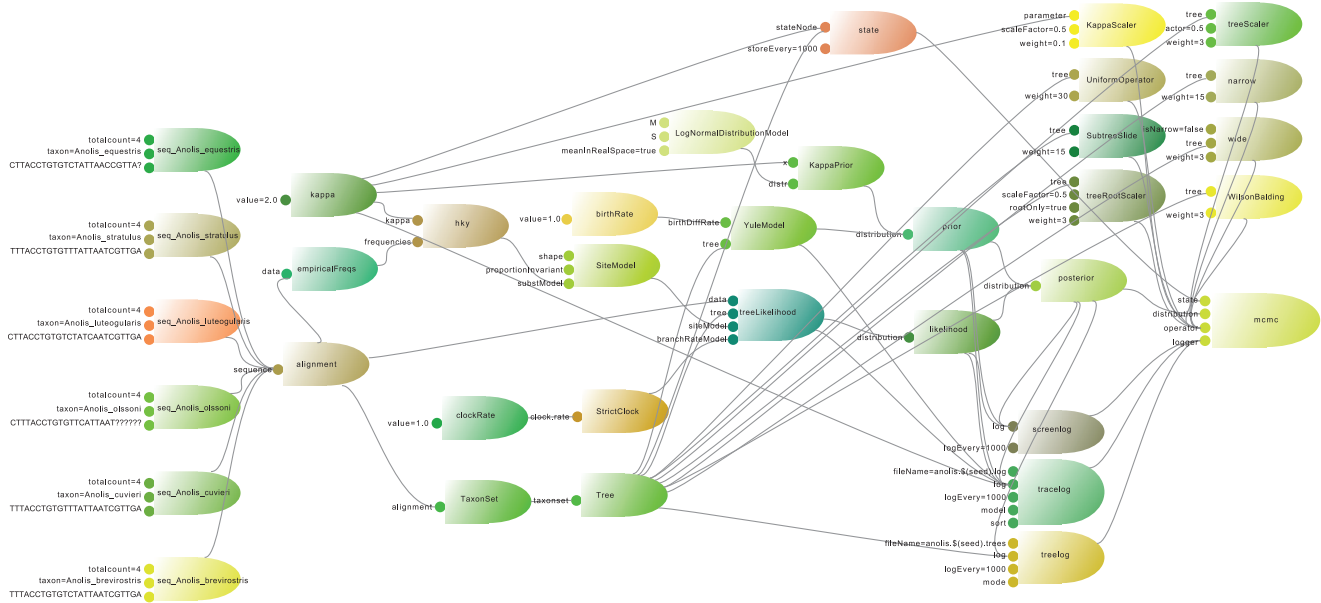 totalcount=4
taxon=Anolis_equestris
CTTACCTGTGTCTATTAACCGTTA?
seq_Anolis_equestris
totalcount=4
taxon=Anolis_stratulus
TTTACCTGTGTTTATTAATCGTTGA
seq_Anolis_stratulus
totalcount=4
taxon=Anolis_luteogularis
CTTACCTGTGTCTATCAATCGTTGA
seq_Anolis_luteogularis
totalcount=4
taxon=Anolis_olssoni
CTTTACCTGTGTTCATTAAT??????
seq_Anolis_olssoni
totalcount=4
taxon=Anolis_cuvieri
TTTACCTGTGTTTATTAATCGTTGA
seq_Anolis_cuvieri
totalcount=4
taxon=Anolis_brevirostris
TTTACCTGTGTCTATTAATCGTTGA
seq_Anolis_brevirostris
value=2.0
kappa
data
empiricalFreqs
sequence
alignment
kappa
frequencies
hky
value=1.0
clockRate
alignment
TaxonSet
value=1.0
birthRate
shape
proportionInvariant
substModel
SiteModel
clock.rate
StrictClock
taxonset
Tree
M
S
meanInRealSpace=true
LogNormalDistributionModel
birthDiffRate
tree
YuleModel
data
tree
siteModel
branchRateModel
treeLikelihood
stateNode
storeEvery=1000
state
x
distr
KappaPrior
distribution
prior
distribution
likelihood
parameter
scaleFactor=0.5
weight=0.1
KappaScaler
tree
weight=30
UniformOperator
tree
weight=15
SubtreeSlide
tree
scaleFactor=0.5
rootOnly=true
weight=3
treeRootScaler
distribution
posterior
log
logEvery=1000
screenlog
fileName=anolis.$(seed).log
log
logEvery=1000
model
sort
tracelog
fileName=anolis.$(seed).trees
log
logEvery=1000
mode
treelog
tree
actor=0.5
weight=3
treeScaler
tree
weight=15
narrow
isNarrow=false
tree
weight=3
wide
tree
weight=3
WilsonBalding
state
distribution
operator
logger
mcmc